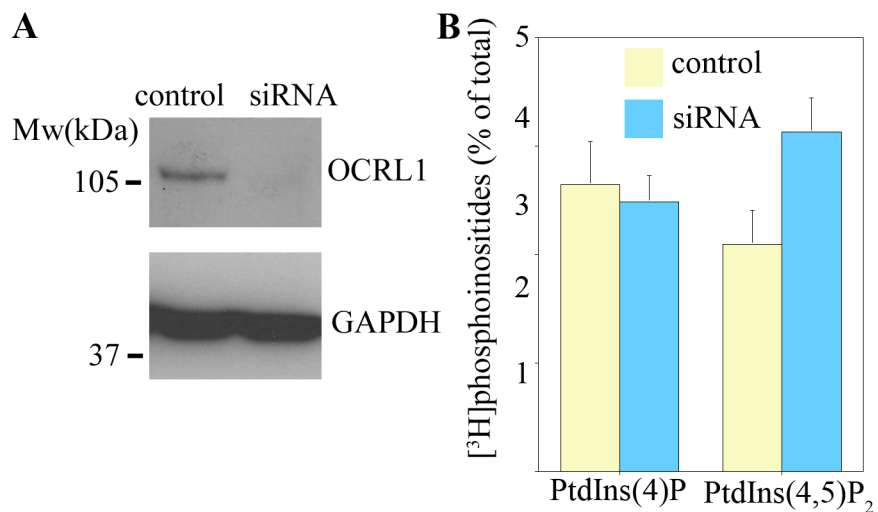 A
control siRNA
Mw(kDa)
105
OCRL1
GAPDH
37
B
[³H]phosphoinositides (% of total)
5
4
3
2
1
control
siRNA
PtdIns(4)P PtdIns(4,5)P₂